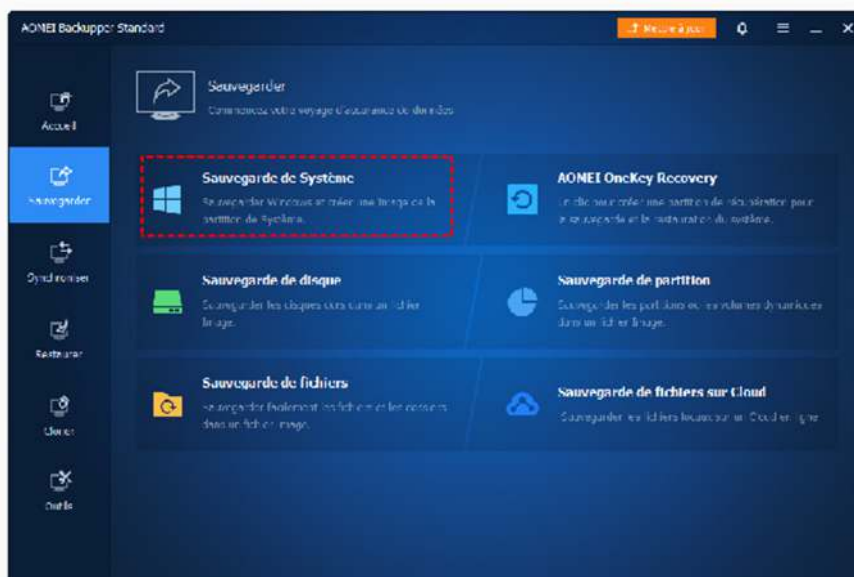 AOMEI Backupper Standard
Mettre à jour
Sauvegarder
Commencez votre voyage d'assurance de données
Accueil
Sauvegarde de Système
Sauvegarder Windows et créer une image de la
partition de Système.
AOMEI OneKey Recovery
Un clic pour créer une partition de récupération pour
la sauvegarde et la restauration du système.
Sauvegarder
Synchroniser
Sauvegarde de disque
Sauvegarder les disques durs dans un fichier
Image.
Sauvegarde de partition
Sauvegarder les partitions ou les volumes dynamiques
dans un fichier Image.
Restaurer
Sauvegarde de fichiers
Sauvegarder facilement les fichiers et les dossiers
dans un fichier image.
Sauvegarde de fichiers sur Cloud
Sauvegarder les fichiers locaux sur un Cloud en ligne
Cloner
Outils